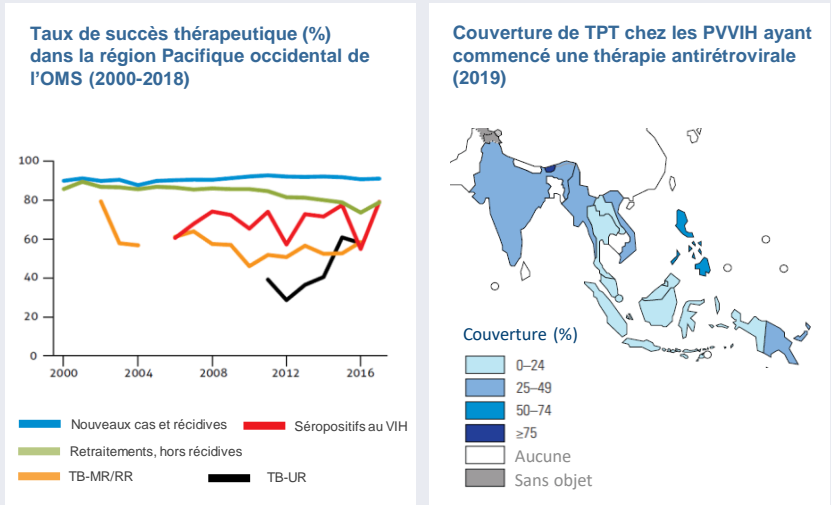 Taux de succès thérapeutique (%)
dans la région Pacifique occidental de
l'OMS (2000-2018)
100
80
60
40
20
0
2000
2004
2008
2012
2016
Nouveaux cas et récidives
Séropositifs au VIH
Retraitements, hors récidives
TB-MR/RR
TB-UR
Couverture de TPT chez les PVVIH ayant
commencé une thérapie antirétrovirale
(2019)
Couverture (%)
0–24
25–49
50–74
≥75
Aucune
Sans objet